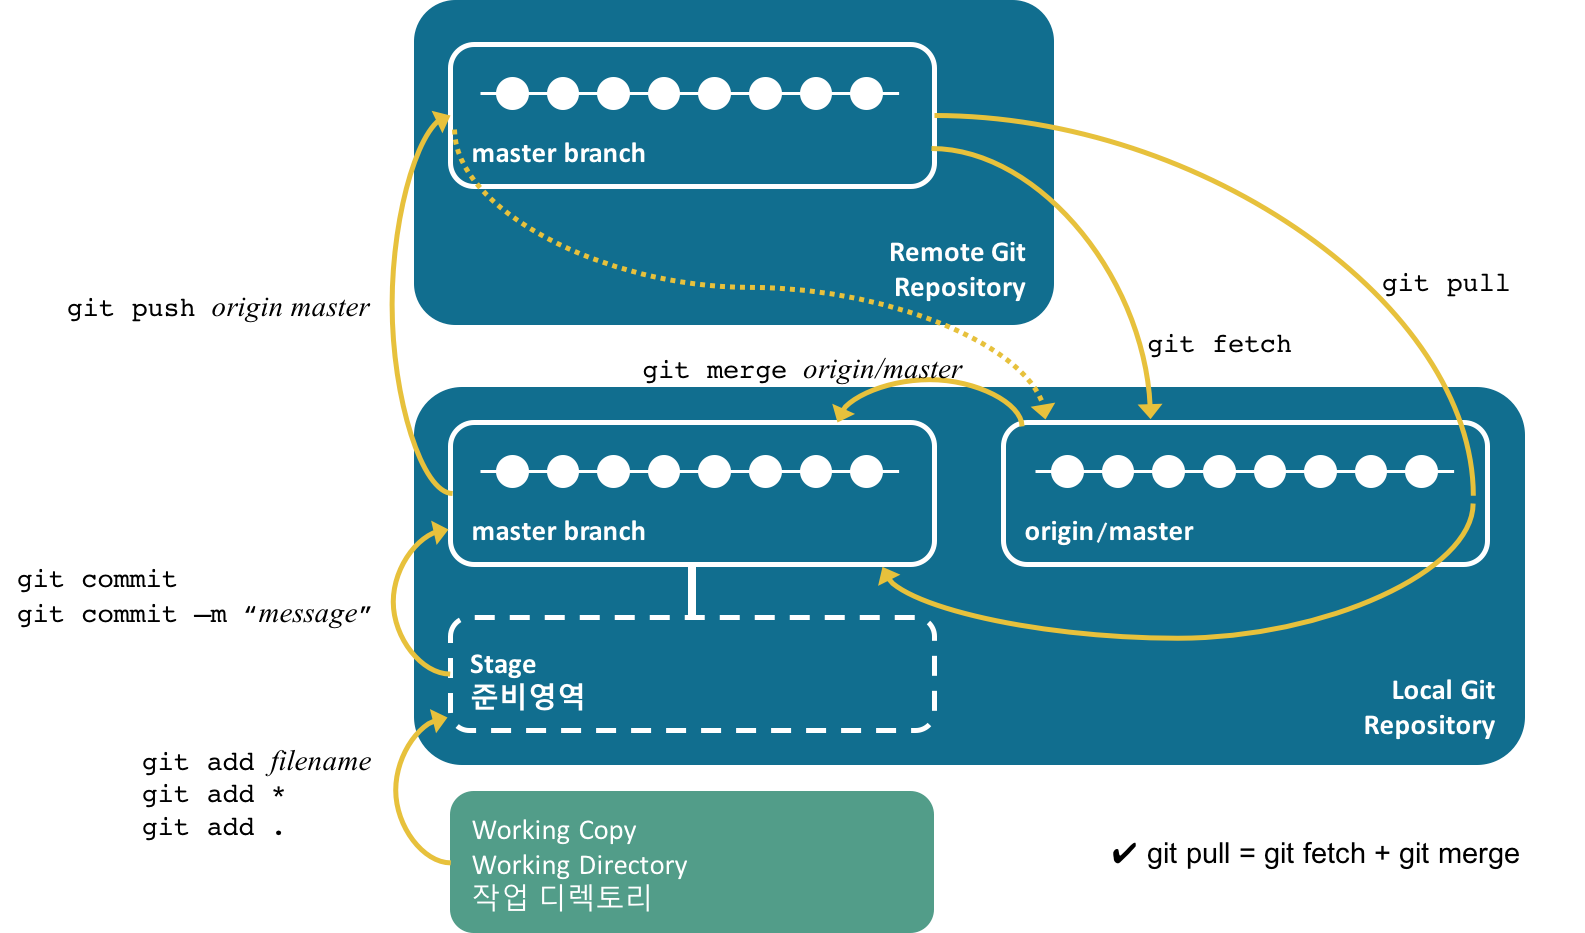 master branch
Remote Git
Repository
git push origin master
git pull
git fetch
git merge origin/master
master branch
origin/master
git commit
git commit –m “message”
Stage
준비영역
Local Git
Repository
git add filename
git add *
git add .
Working Copy
Working Directory
작업 디렉토리
✔ git pull = git fetch + git merge